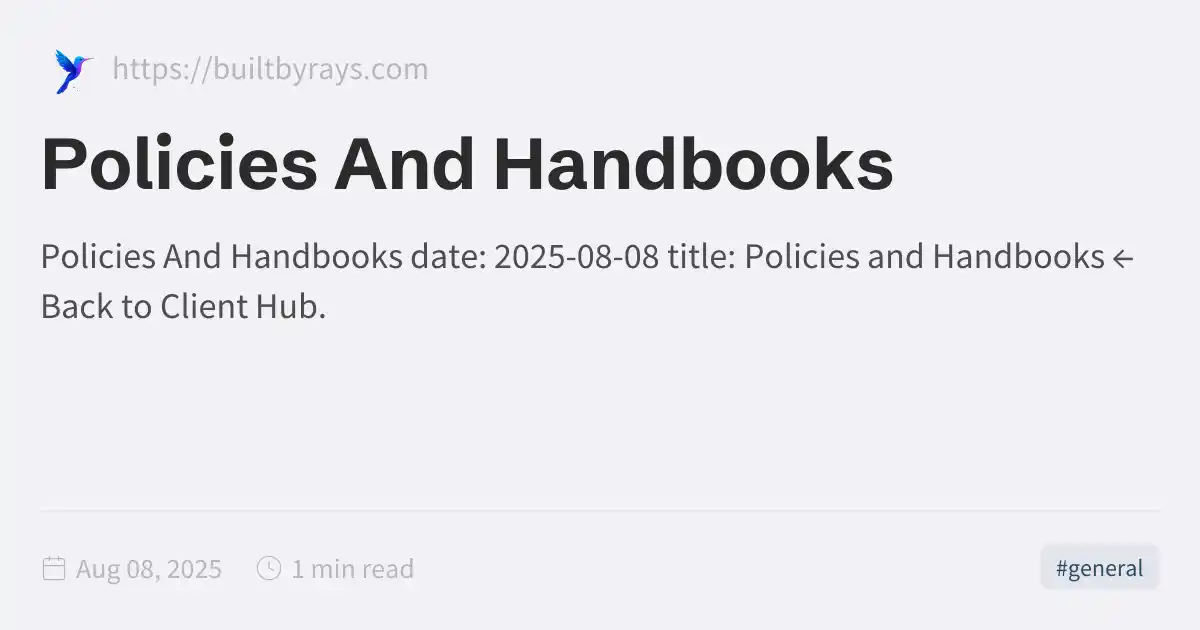 https://builtbyrays.com
Policies And Handbooks
Policies And Handbooks date: 2025-08-08 title: Policies and Handbooks ←
Back to Client Hub.
Aug 08, 2025 1 min read #general